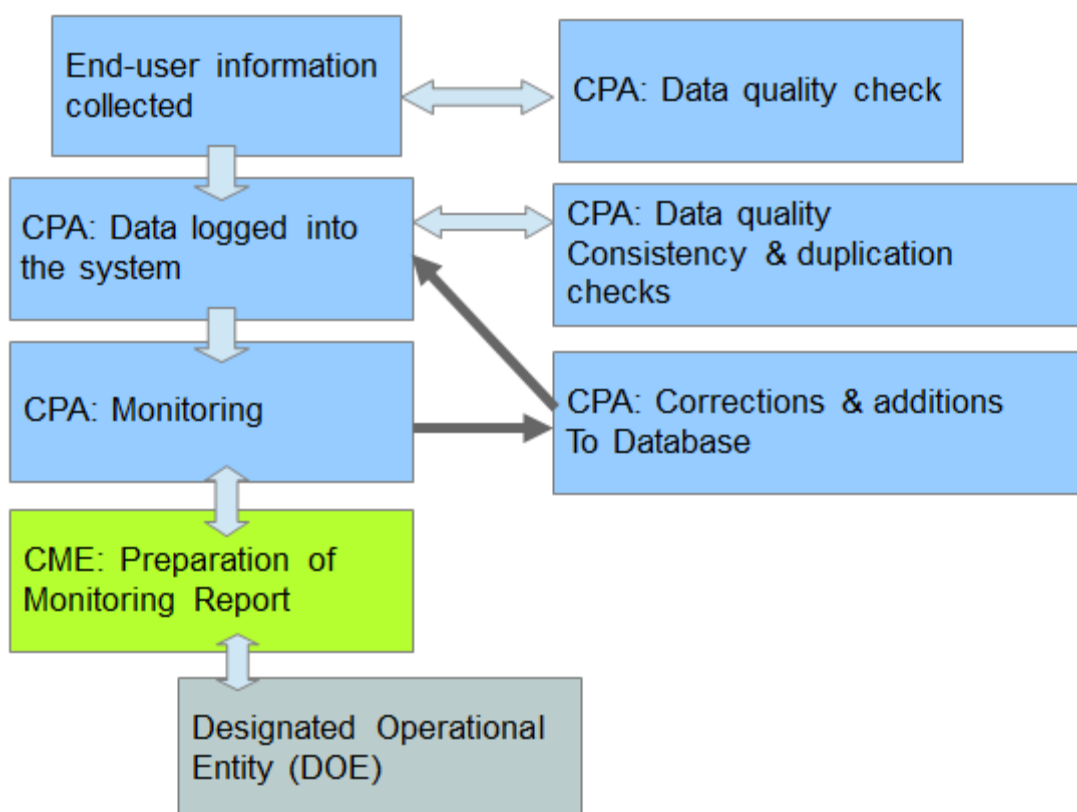 End-user information
collected
CPA: Data quality check
CPA: Data logged into
the system
CPA: Data quality
Consistency & duplication
checks
CPA: Monitoring
CPA: Corrections & additions
To Database
CME: Preparation of
Monitoring Report
Designated Operational
Entity (DOE)